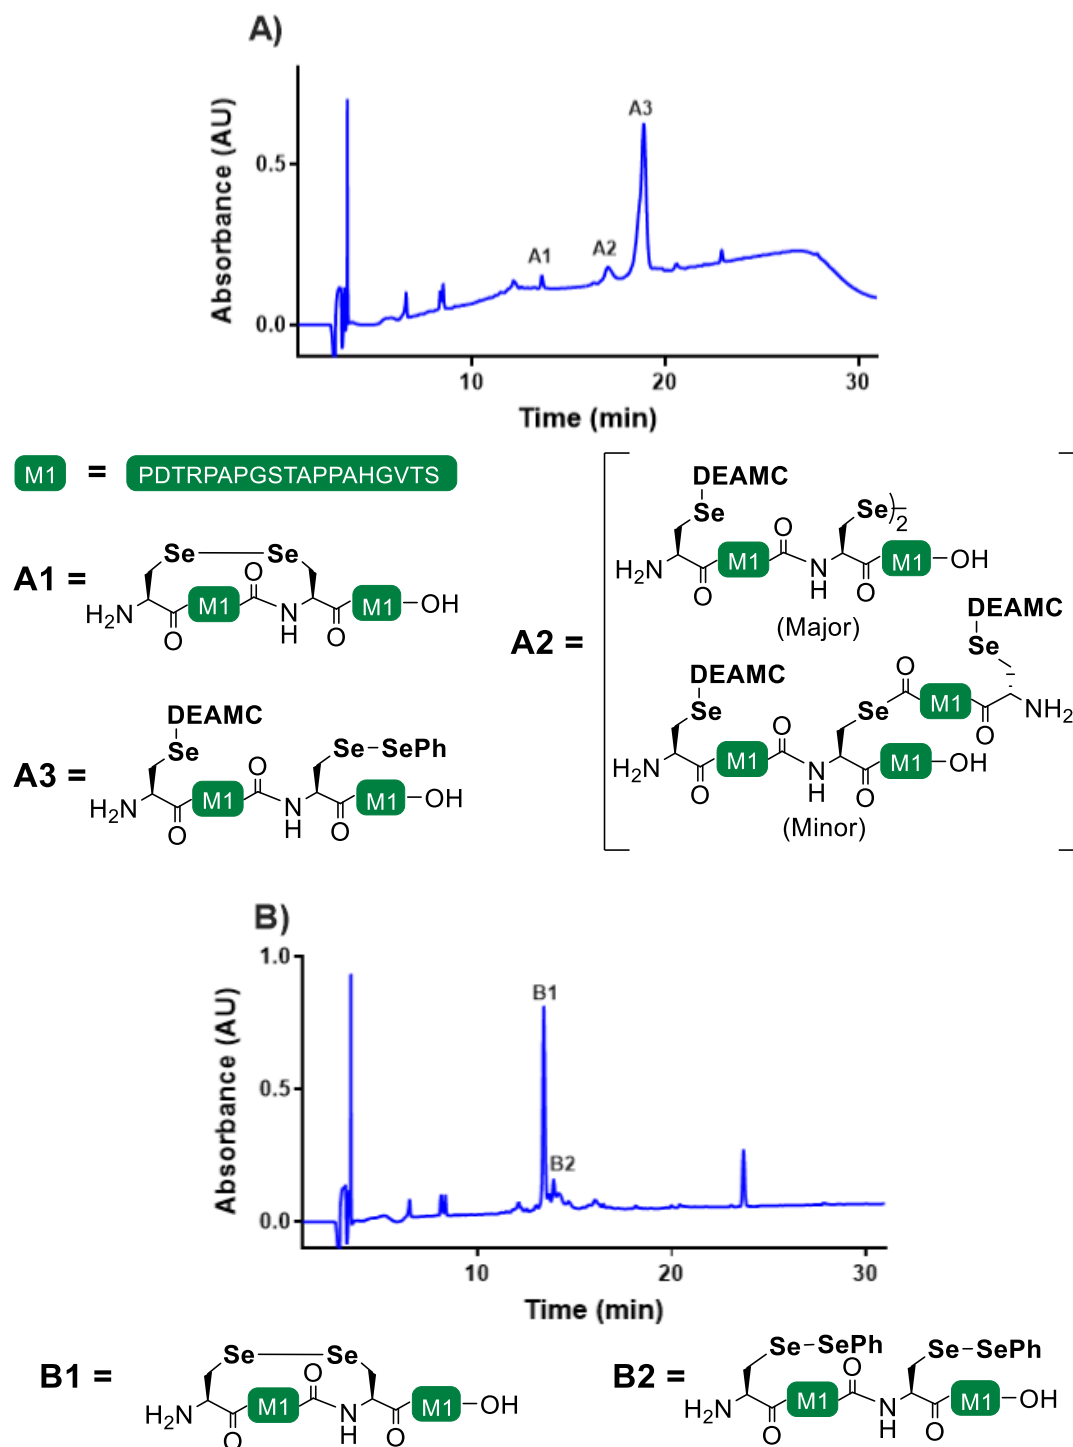 A)
Absorbance (AU)
0.5
0.0
A1
A2
A3
10 20 30
Time (min)
M1 = PDTRPAPGSTAPPAHGVTS
A1 =
Se Se
H2N O M1 O N H O M1 OH
A2 =
DEAMC
Se Se)2
H2N O M1 O N H O M1 OH
(Major)
DEAMC
Se
DEAMC
Se Se O M1 O NH2
H2N O M1 O N H O M1 OH
(Minor)
A3 =
DEAMC
Se Se-SePh
H2N O M1 O N H O M1 OH
B)
Absorbance (AU)
1.0
0.5
0.0
B1
B2
10 20 30
Time (min)
B1 =
Se Se
H2N O M1 O N H O M1 OH
B2 =
Se-SePh Se-SePh
H2N O M1 O N H O M1 OH